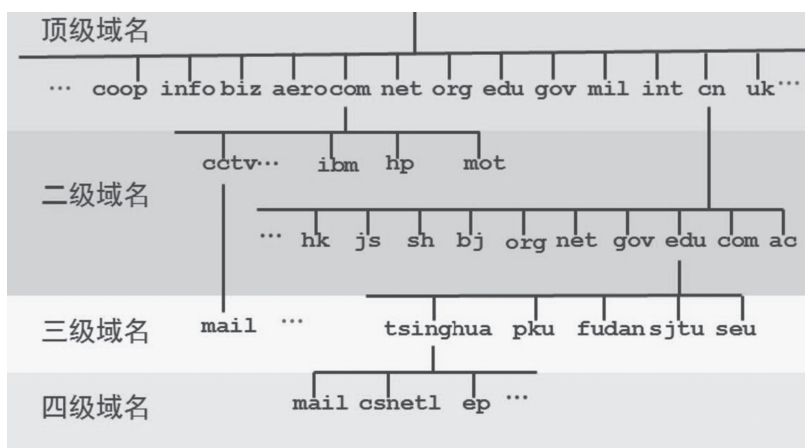 顶级域名
… coop info biz aero com net org edu gov mil int cn uk …
cctv … ibm hp mot
二级域名
… hk js sh bj org net gov edu com ac
三级域名 mail … tsinghua pku fudan sjtu seu
四级域名 mail csnetl ep …